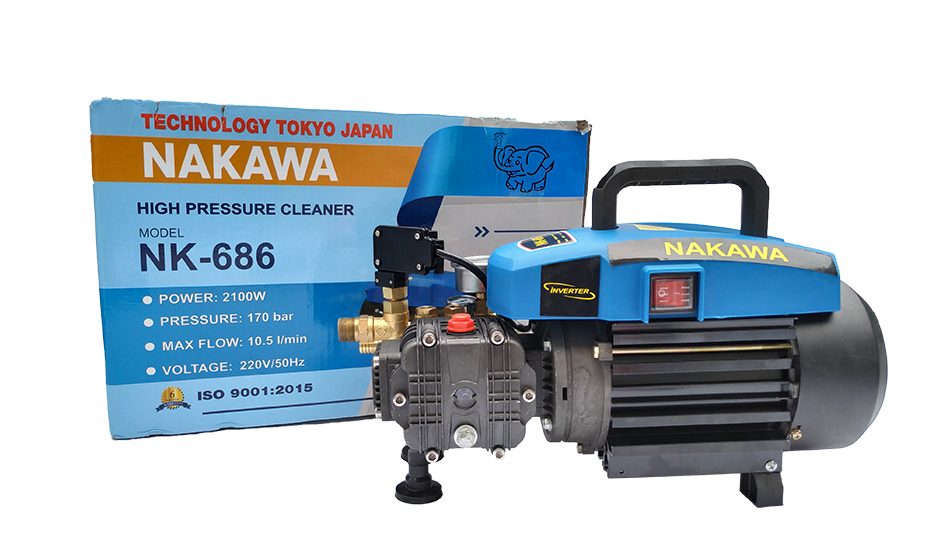 TECHNOLOGY TOKYO JAPAN
NAKAWA
HIGH PRESSURE CLEANER
MODEL
NK-686
POWER: 2100W
PRESSURE: 170 bar
MAX FLOW: 10.5 l/min
VOLTAGE: 220V/50Hz
6
ISO 9001:2015
INVERTER
NAKAWA